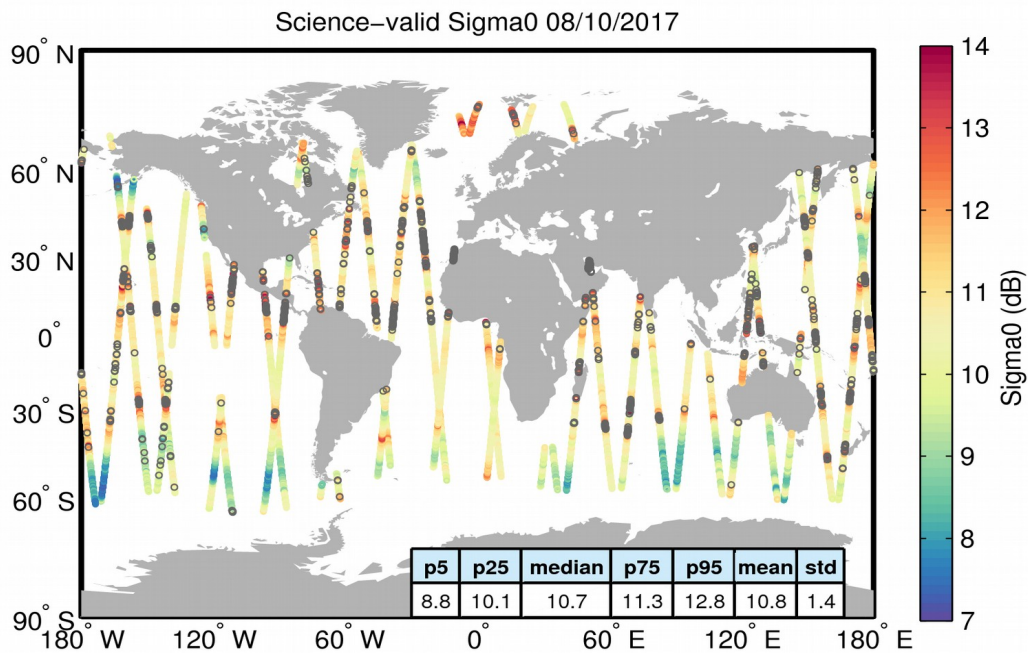 Science−valid Sigma0 08/10/2017
90° N
60° N
30° N
0°
30° S
60° S
90° S
180° W
120° W
60° W
0°
60° E
120° E
180° E
p5 p25 median p75 p95 mean std
8.8 10.1 10.7 11.3 12.8 10.8 1.4
14
13
12
11
10
9
8
7
Sigma0 (dB)